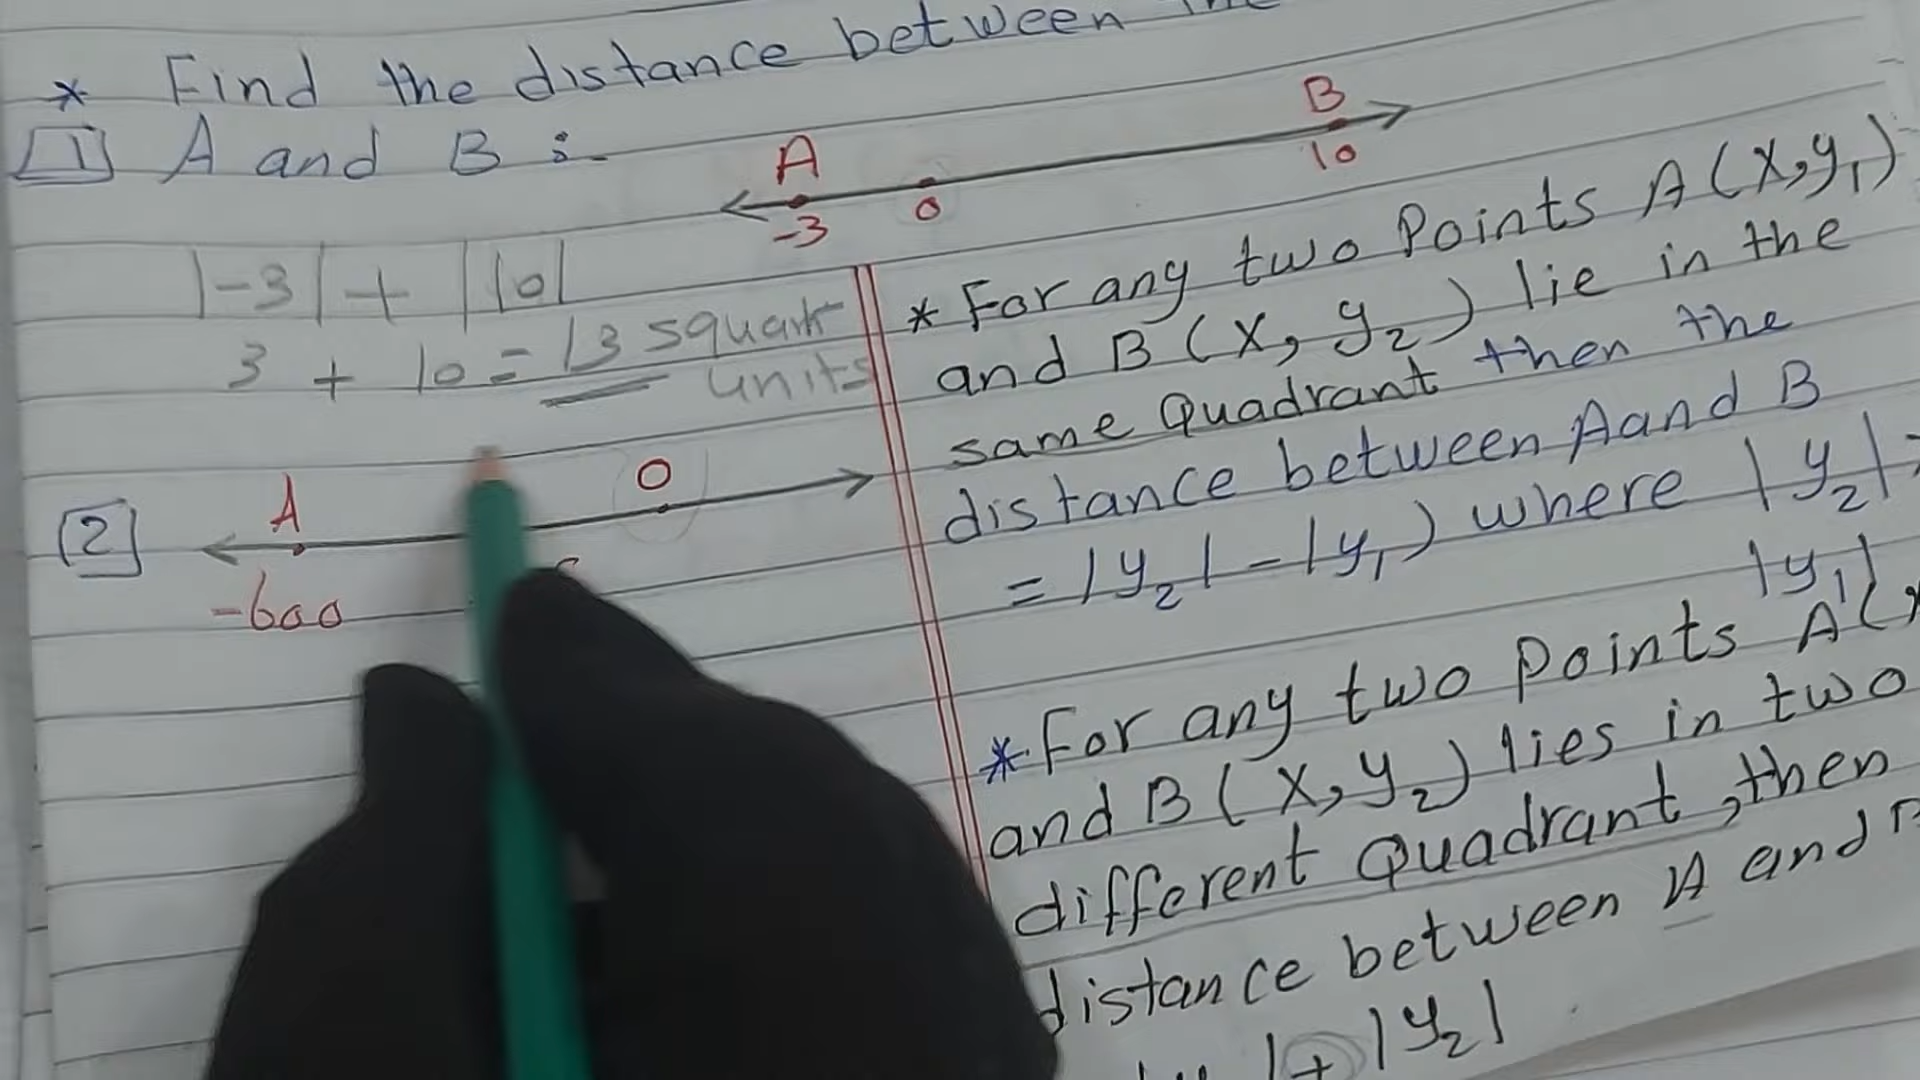 * Find the distance between the
[1] A and B :-
A B
-3 0 10
|-3| + |10|
3 + 10 = 13 square
units
[2] A 0
-600
* For any two Points A(X,y₁)
and B(X, y₂) lie in the
same Quadrant then the
distance between A and B
= |y₂| - |y₁| where |y₂| >
|y₁|
* For any two Points A(
and B(X, y₂) lies in two
different Quadrant, then
distance between A and
| + |y₂|